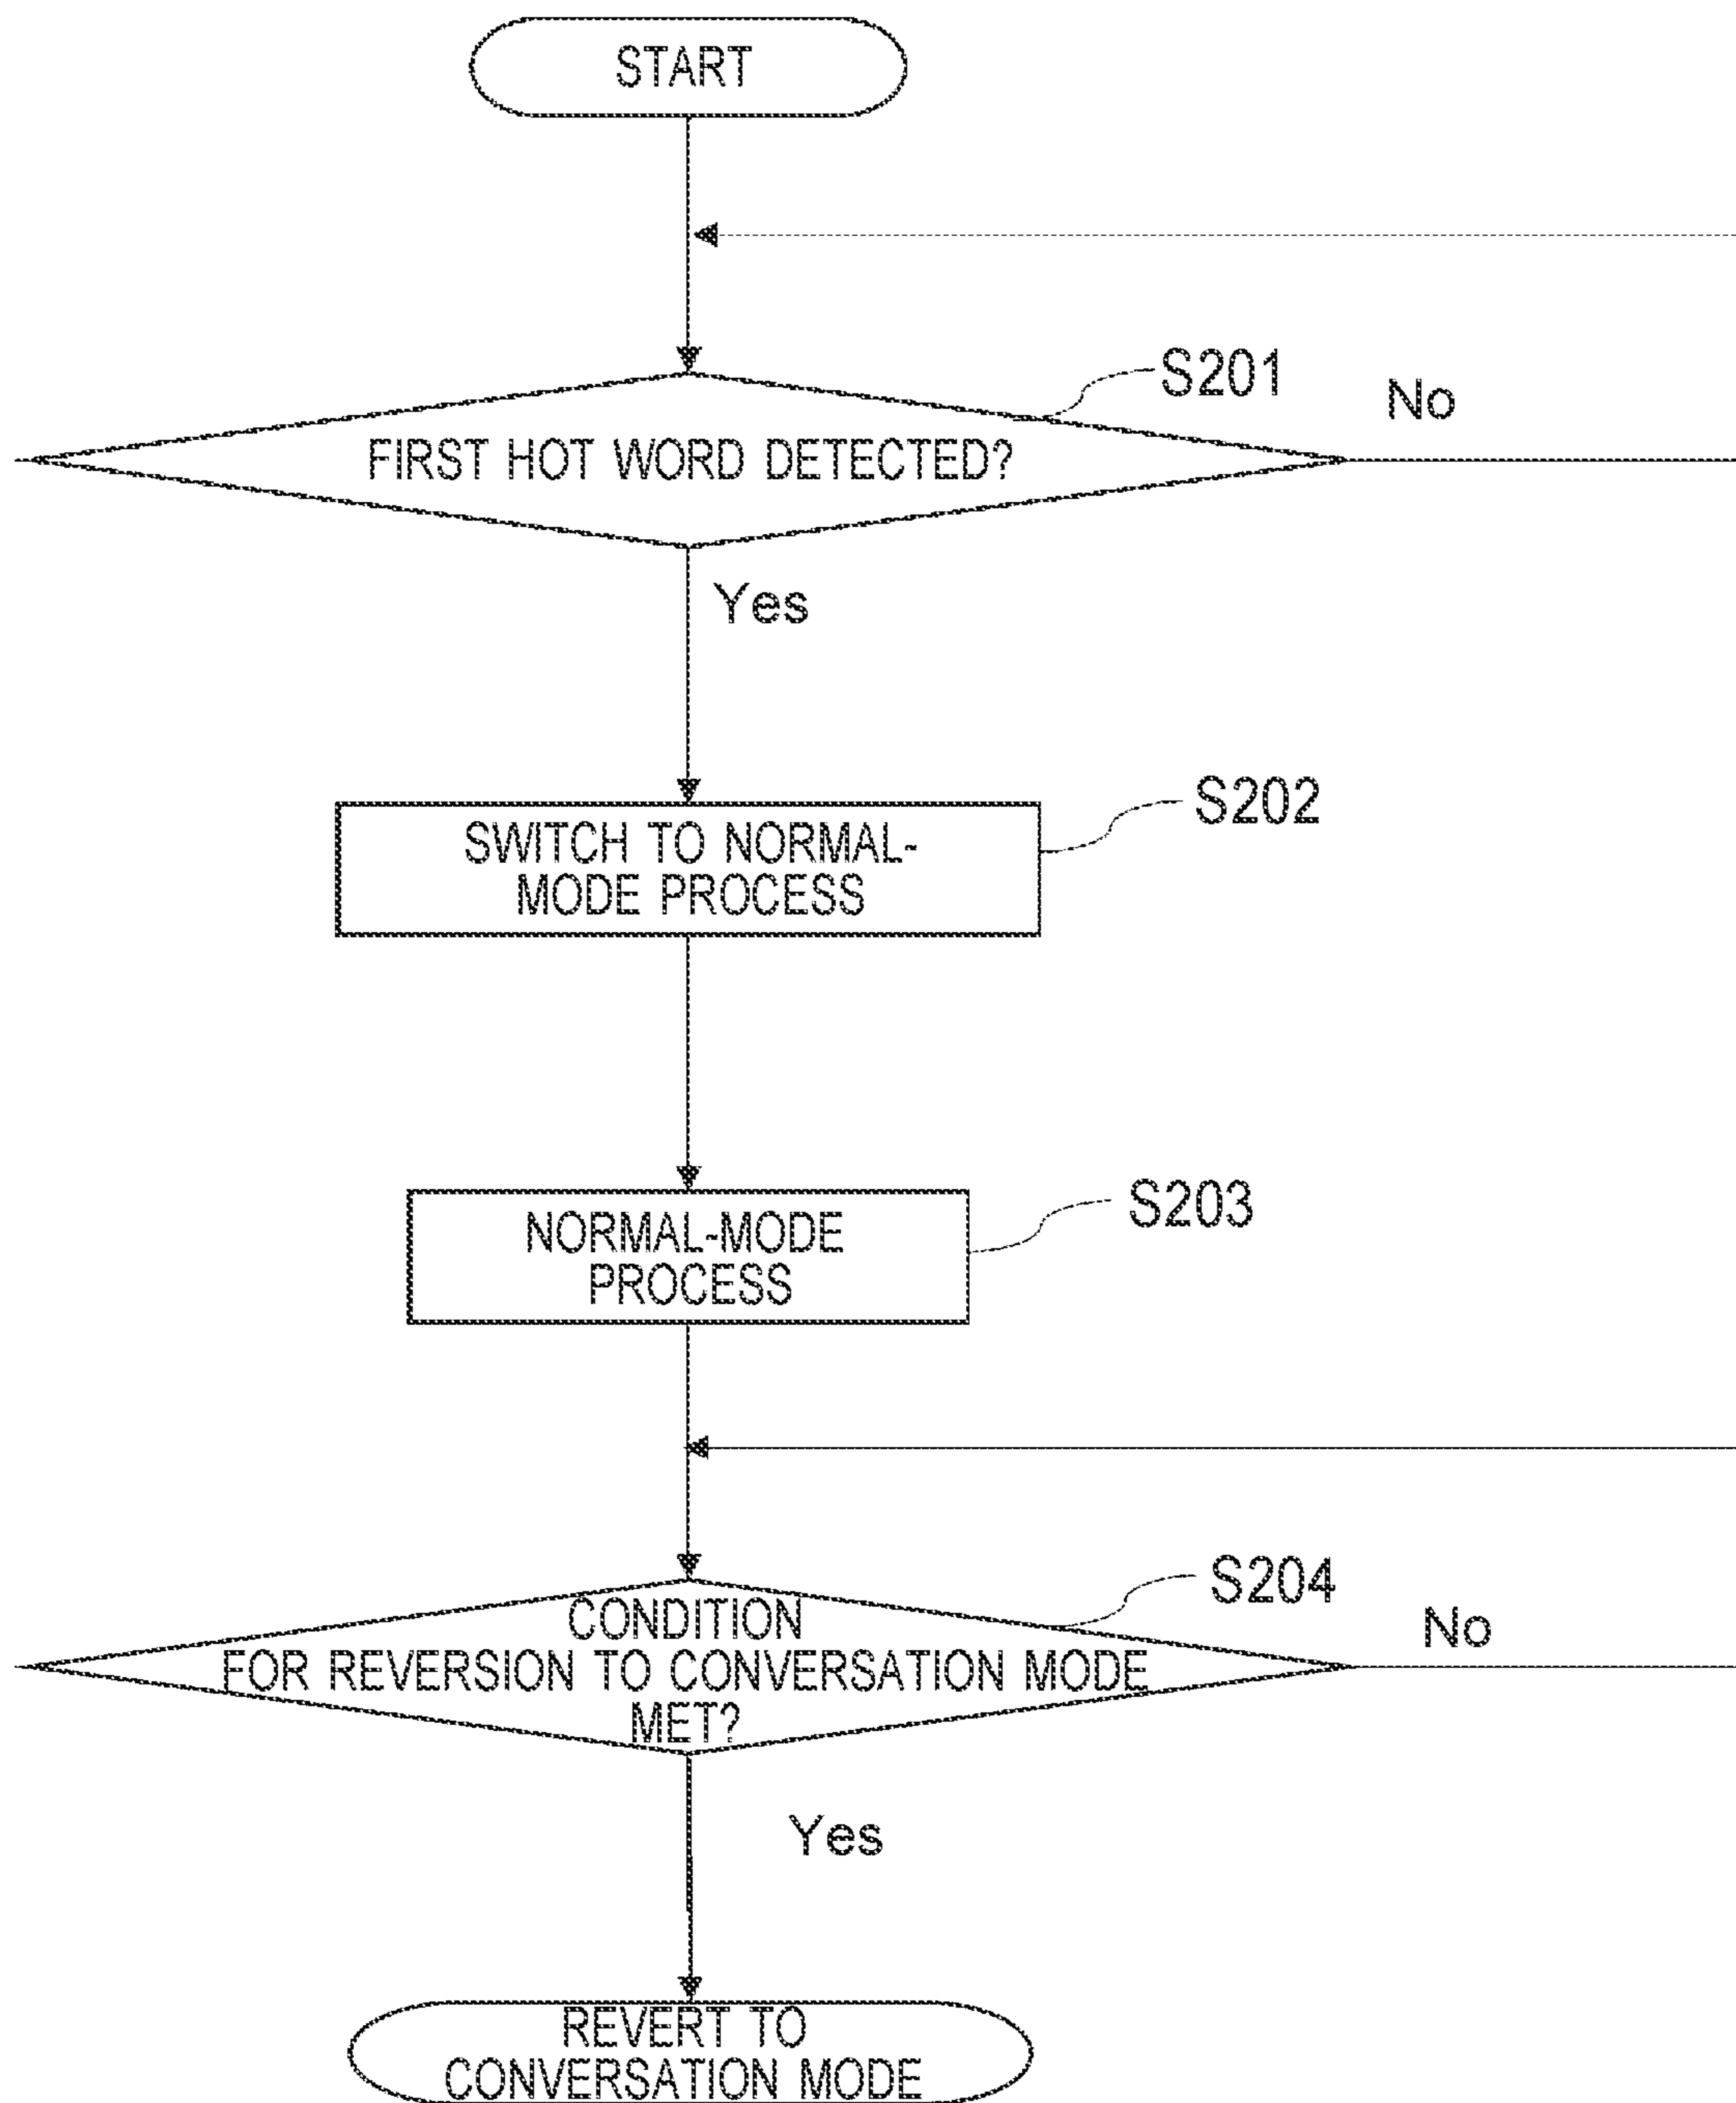 START
S201
No
FIRST HOT WORD DETECTED?
Yes
S202
SWITCH TO NORMAL-
MODE PROCESS
S203
NORMAL-MODE
PROCESS
S204
No
CONDITION
FOR REVERSION TO CONVERSATION MODE
MET?
Yes
REVERT TO
CONVERSATION MODE